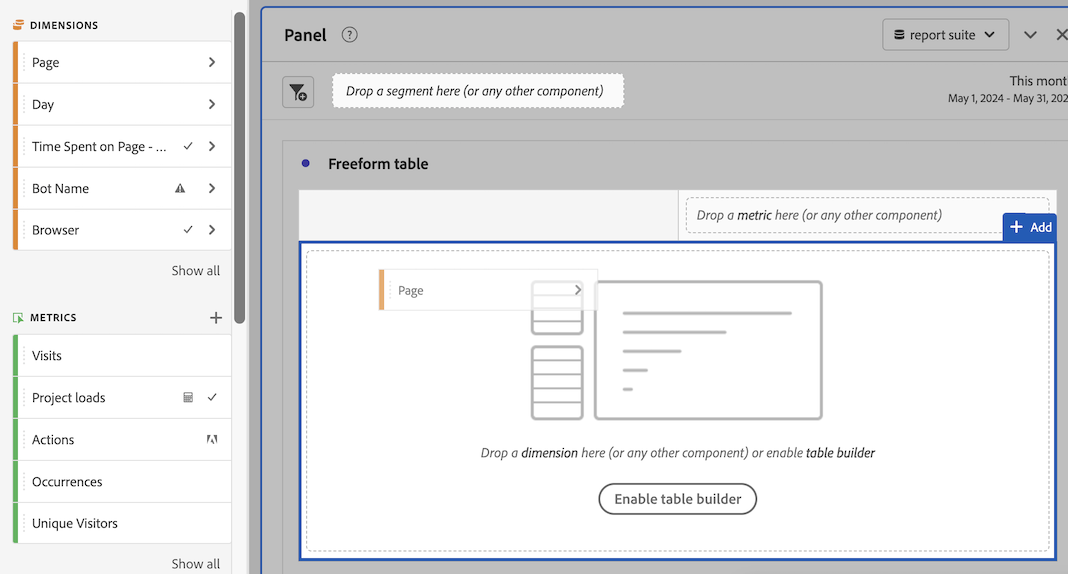 DIMENSIONS
Page
Day
Time Spent on Page - ...
Bot Name
Browser
Show all
METRICS
Visits
Project loads
Actions
Occurrences
Unique Visitors
Show all
Panel ?
report suite
Drop a segment here (or any other component)
This mont
May 1, 2024 - May 31, 202
Freeform table
Drop a metric here (or any other component)
+ Add
Page
Drop a dimension here (or any other component) or enable table builder
Enable table builder